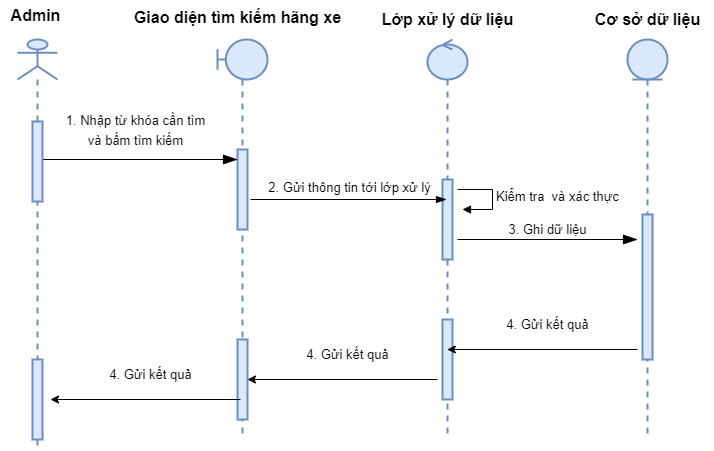 Admin
Giao diện tìm kiếm hãng xe
Lớp xử lý dữ liệu
Cơ sở dữ liệu
1. Nhập từ khóa cần tìm
và bấm tìm kiếm
2. Gửi thông tin tới lớp xử lý
Kiểm tra và xác thực
3. Ghi dữ liệu
4. Gửi kết quả
4. Gửi kết quả
4. Gửi kết quả